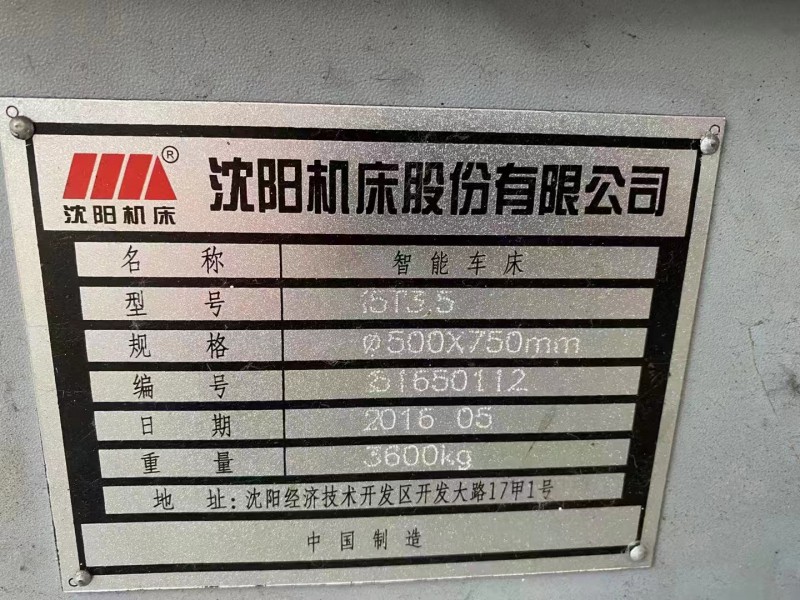 ® 沈阳机床股份有限公司
沈阳机床
名 称 智能车床
型 号 i5T3.5
规 格 ø500X750mm
编 号 1650112
日 期 2016 05
重 量 3600kg
地 址：沈阳经济技术开发区开发大路17甲1号
中国制造